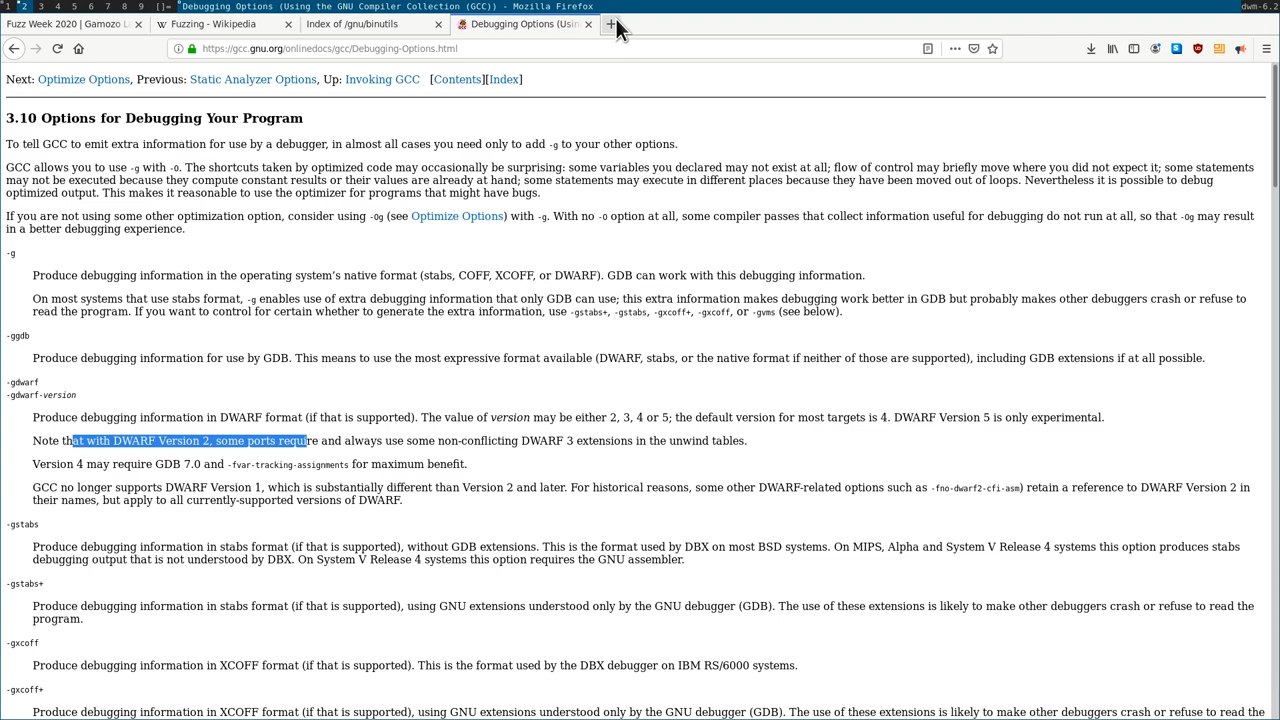 1 2 3 4 5 6 7 8 9 []= Debugging Options (Using the GNU Compiler Collection (GCC)) - Mozilla Firefox dwm-6.2
Fuzz Week 2020 | Gamozo L × W Fuzzing - Wikipedia × Index of /gnu/binutils × Debugging Options (Usin × +
https://gcc.gnu.org/onlinedocs/gcc/Debugging-Options.html
Next: Optimize Options, Previous: Static Analyzer Options, Up: Invoking GCC [Contents][Index]
3.10 Options for Debugging Your Program
To tell GCC to emit extra information for use by a debugger, in almost all cases you need only to add -g to your other options.
GCC allows you to use -g with -O. The shortcuts taken by optimized code may occasionally be surprising: some variables you declared may not exist at all; flow of control may briefly move where you did not expect it; some statements
may not be executed because they compute constant results or their values are already at hand; some statements may execute in different places because they have been moved out of loops. Nevertheless it is possible to debug
optimized output. This makes it reasonable to use the optimizer for programs that might have bugs.
If you are not using some other optimization option, consider using -Og (see Optimize Options) with -g. With no -O option at all, some compiler passes that collect information useful for debugging do not run at all, so that -Og may result
in a better debugging experience.
-g
Produce debugging information in the operating system’s native format (stabs, COFF, XCOFF, or DWARF). GDB can work with this debugging information.
On most systems that use stabs format, -g enables use of extra debugging information that only GDB can use; this extra information makes debugging work better in GDB but probably makes other debuggers crash or refuse to
read the program. If you want to control for certain whether to generate the extra information, use -gstabs+, -gstabs, -gxcoff+, -gxcoff, or -gvms (see below).
-ggdb
Produce debugging information for use by GDB. This means to use the most expressive format available (DWARF, stabs, or the native format if neither of those are supported), including GDB extensions if at all possible.
-gdwarf
-gdwarf-version
Produce debugging information in DWARF format (if that is supported). The value of version may be either 2, 3, 4 or 5; the default version for most targets is 4. DWARF Version 5 is only experimental.
Note that with DWARF Version 2, some ports require and always use some non-conflicting DWARF 3 extensions in the unwind tables.
Version 4 may require GDB 7.0 and -fvar-tracking-assignments for maximum benefit.
GCC no longer supports DWARF Version 1, which is substantially different than Version 2 and later. For historical reasons, some other DWARF-related options such as -fno-dwarf2-cfi-asm) retain a reference to DWARF Version 2 in
their names, but apply to all currently-supported versions of DWARF.
-gstabs
Produce debugging information in stabs format (if that is supported), without GDB extensions. This is the format used by DBX on most BSD systems. On MIPS, Alpha and System V Release 4 systems this option produces stabs
debugging output that is not understood by DBX. On System V Release 4 systems this option requires the GNU assembler.
-gstabs+
Produce debugging information in stabs format (if that is supported), using GNU extensions understood only by the GNU debugger (GDB). The use of these extensions is likely to make other debuggers crash or refuse to read the
program.
-gxcoff
Produce debugging information in XCOFF format (if that is supported). This is the format used by the DBX debugger on IBM RS/6000 systems.
-gxcoff+
Produce debugging information in XCOFF format (if that is supported), using GNU extensions understood only by the GNU debugger (GDB). The use of these extensions is likely to make other debuggers crash or refuse to read the